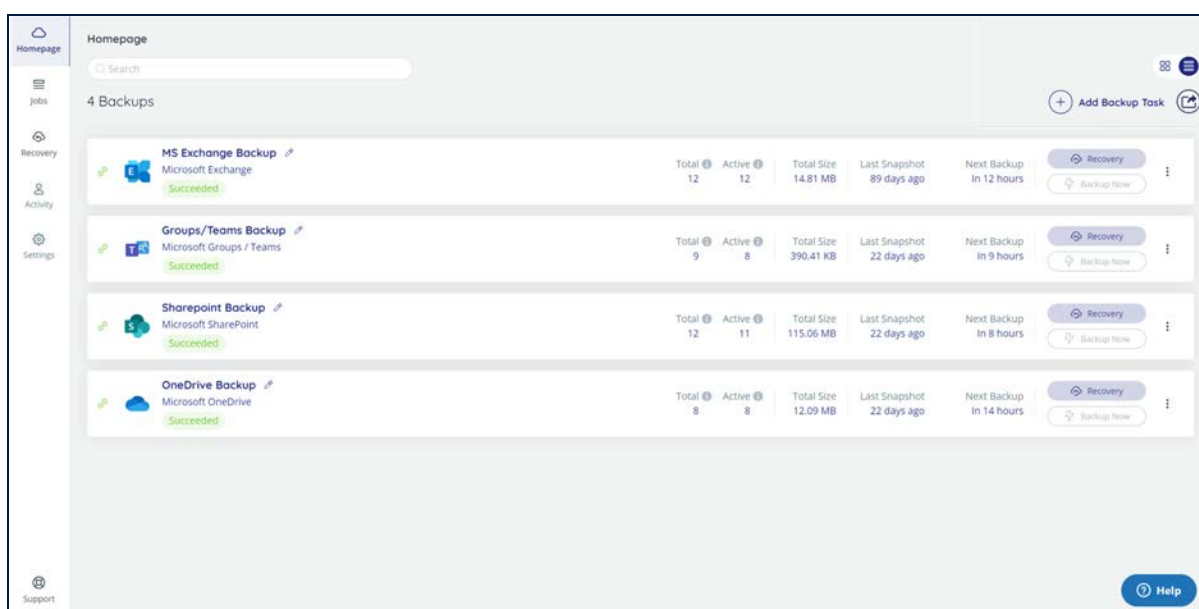 Homepage
Jobs
Recovery
Activity
Settings
Support
Homepage
Search
4 Backups
Add Backup Task
MS Exchange Backup
Microsoft Exchange
Succeeded
Total Active Total Size Last Snapshot Next Backup
12 12 14.81 MB 89 days ago In 12 hours
Recovery
Backup Now
Groups/Teams Backup
Microsoft Groups / Teams
Succeeded
Total Active Total Size Last Snapshot Next Backup
9 8 390.41 KB 22 days ago In 9 hours
Recovery
Backup Now
Sharepoint Backup
Microsoft SharePoint
Succeeded
Total Active Total Size Last Snapshot Next Backup
12 11 115.06 MB 22 days ago In 8 hours
Recovery
Backup Now
OneDrive Backup
Microsoft OneDrive
Succeeded
Total Active Total Size Last Snapshot Next Backup
8 8 12.09 MB 22 days ago In 14 hours
Recovery
Backup Now
Help